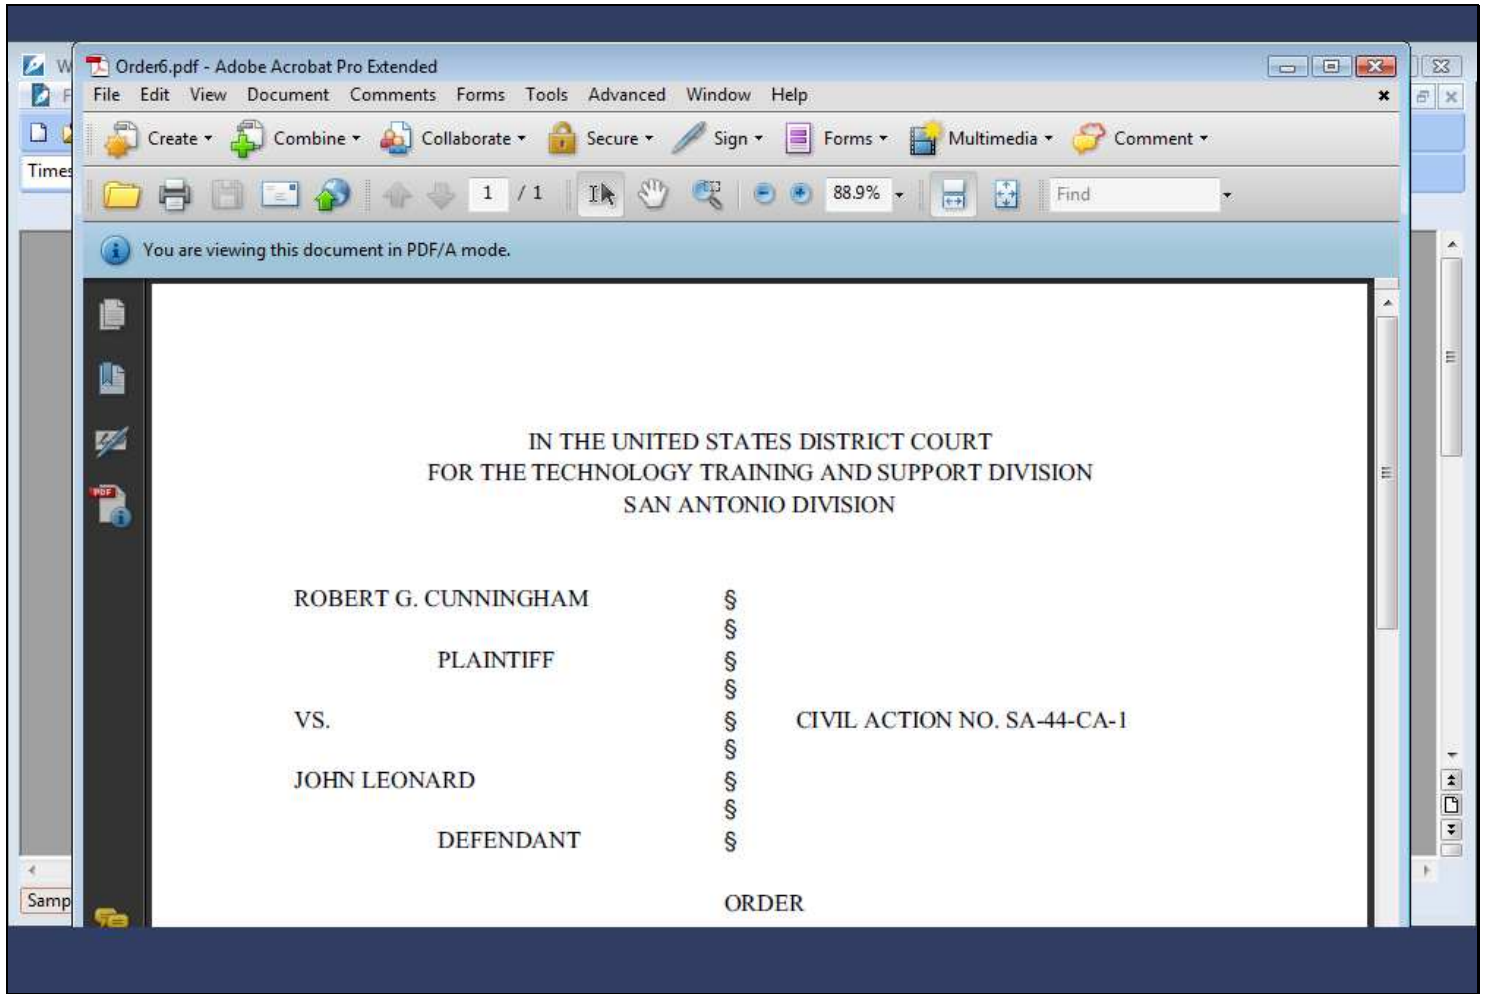 W Order6.pdf - Adobe Acrobat Pro Extended
F File Edit View Document Comments Forms Tools Advanced Window Help
Create Combine Collaborate Secure Sign Forms Multimedia Comment
Times
1 / 1 88.9% Find
You are viewing this document in PDF/A mode.
IN THE UNITED STATES DISTRICT COURT
FOR THE TECHNOLOGY TRAINING AND SUPPORT DIVISION
SAN ANTONIO DIVISION
ROBERT G. CUNNINGHAM §
§
PLAINTIFF §
§
VS. § CIVIL ACTION NO. SA-44-CA-1
§
JOHN LEONARD §
§
DEFENDANT §
Samp
ORDER